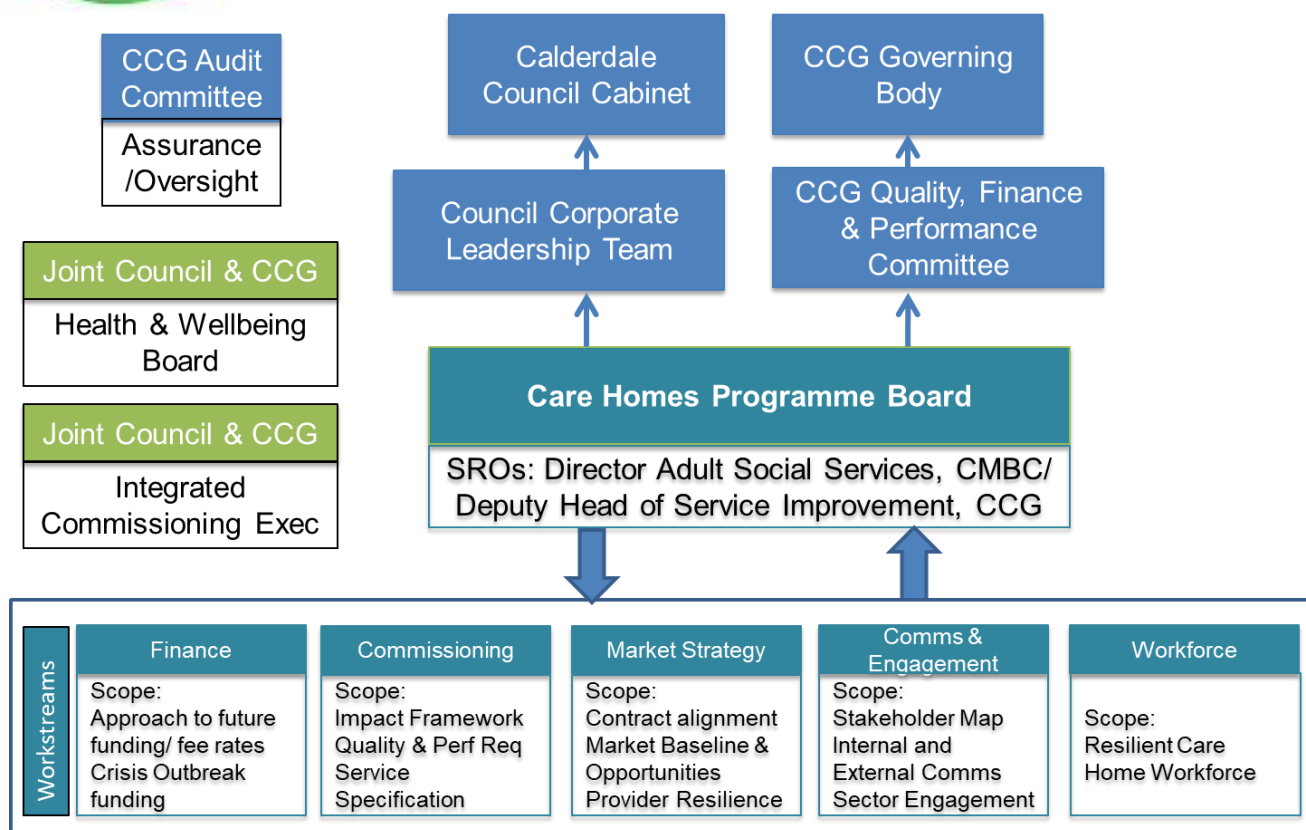 CCG Audit
Committee
Assurance
/Oversight
Calderdale
Council Cabinet
CCG Governing
Body
Council Corporate
Leadership Team
CCG Quality, Finance
& Performance
Committee
Joint Council & CCG
Health & Wellbeing
Board
Joint Council & CCG
Integrated
Commissioning Exec
Care Homes Programme Board
SROs: Director Adult Social Services, CMBC/
Deputy Head of Service Improvement, CCG
Workstreams
Finance
Scope:
Approach to future
funding/ fee rates
Crisis Outbreak
funding
Commissioning
Scope:
Impact Framework
Quality & Perf Req
Service
Specification
Market Strategy
Scope:
Contract alignment
Market Baseline &
Opportunities
Provider Resilience
Comms &
Engagement
Scope:
Stakeholder Map
Internal and
External Comms
Sector Engagement
Workforce
Scope:
Resilient Care
Home Workforce